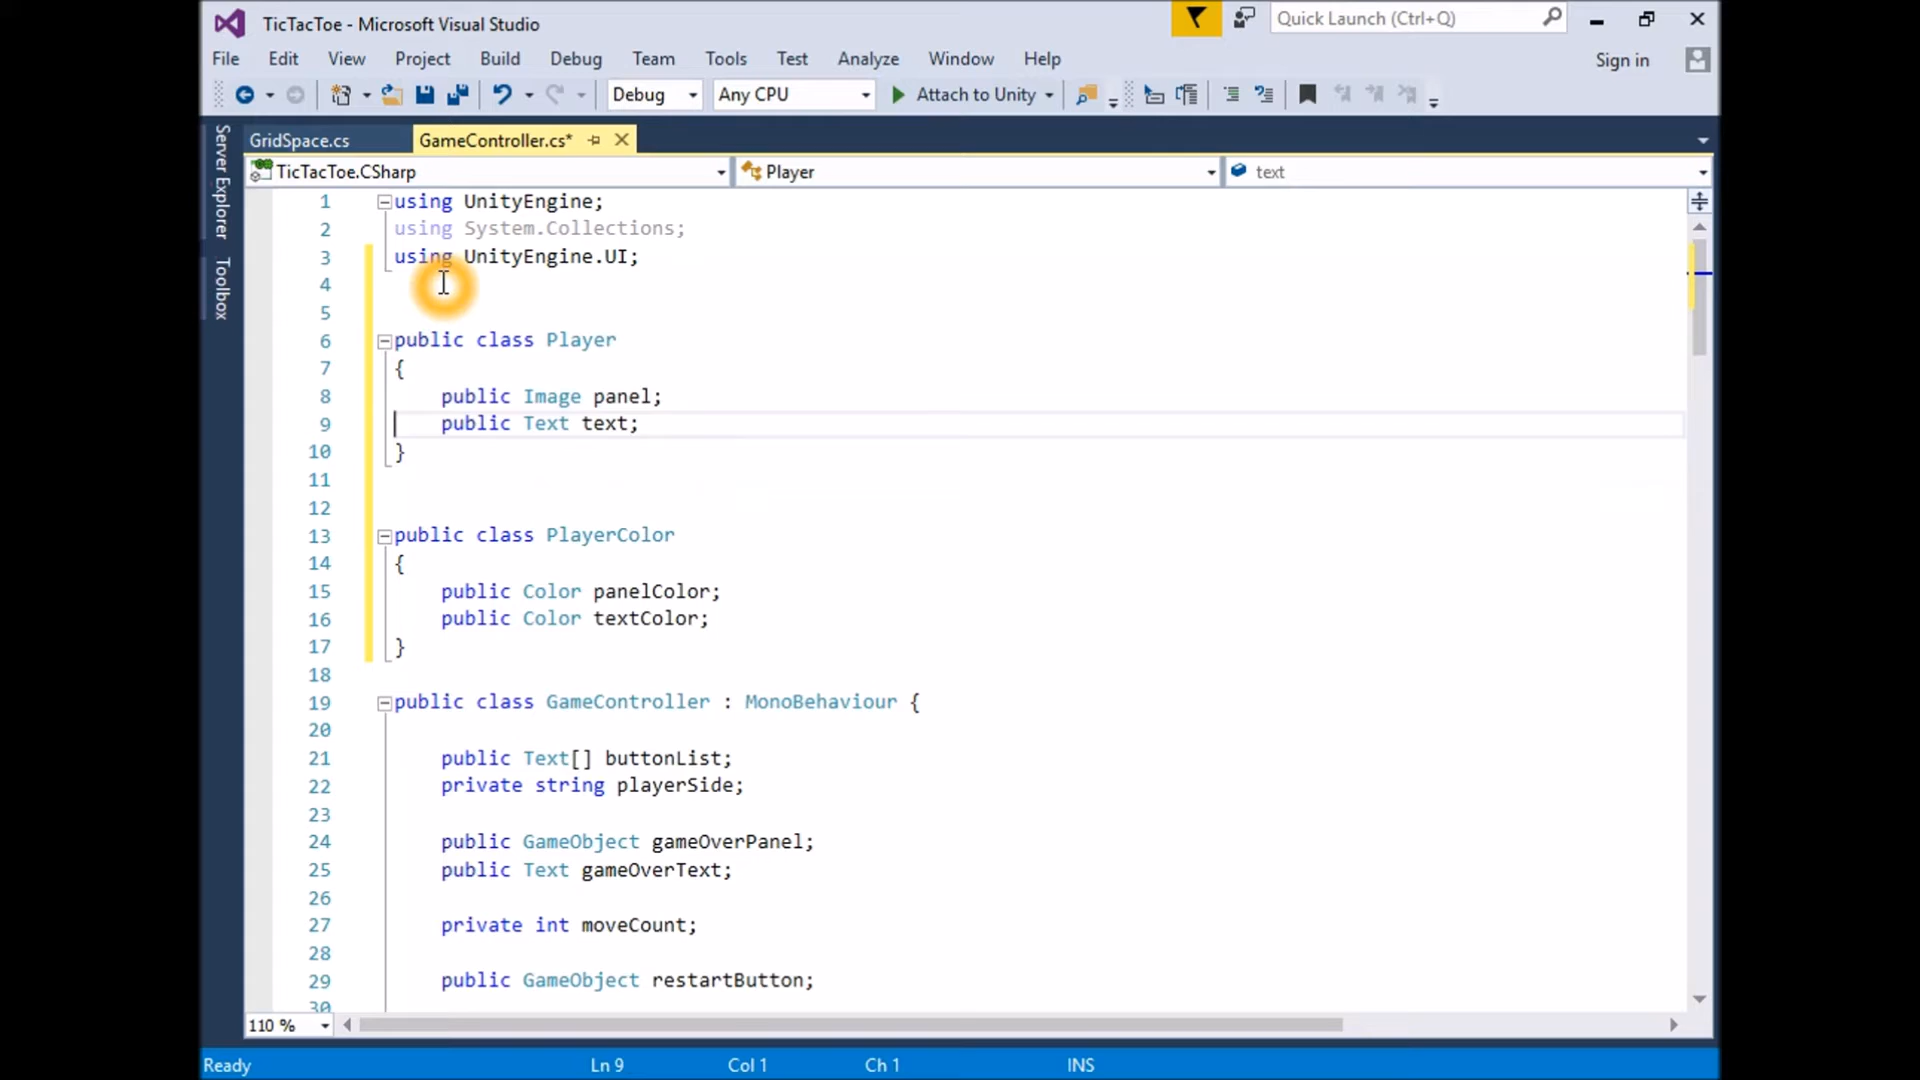 TicTacToe - Microsoft Visual Studio
Quick Launch (Ctrl+Q)
File Edit View Project Build Debug Team Tools Test Analyze Window Help
Sign in
Debug Any CPU Attach to Unity
Server Explorer
Toolbox
GridSpace.cs GameController.cs*
TicTacToe.CSharp Player text
1 using UnityEngine;
2 using System.Collections;
3 using UnityEngine.UI;
4
5
6 public class Player
7 {
8 public Image panel;
9 public Text text;
10 }
11
12
13 public class PlayerColor
14 {
15 public Color panelColor;
16 public Color textColor;
17 }
18
19 public class GameController : MonoBehaviour {
20
21 public Text[] buttonList;
22 private string playerSide;
23
24 public GameObject gameOverPanel;
25 public Text gameOverText;
26
27 private int moveCount;
28
29 public GameObject restartButton;
30
110 %
Ready Ln 9 Col 1 Ch 1 INS